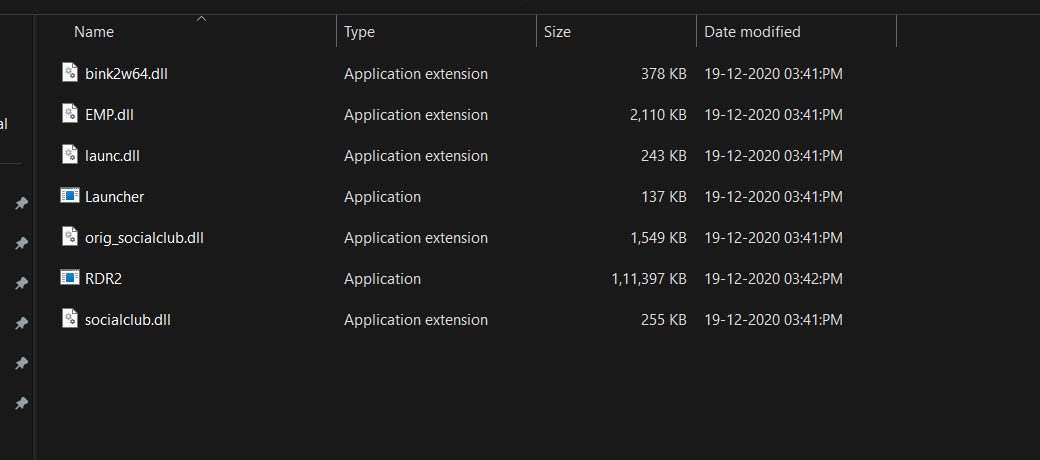 Name Type Size Date modified
bink2w64.dll Application extension 378 KB 19-12-2020 03:41:PM
EMP.dll Application extension 2,110 KB 19-12-2020 03:41:PM
al
launc.dll Application extension 243 KB 19-12-2020 03:41:PM
Launcher Application 137 KB 19-12-2020 03:41:PM
orig_socialclub.dll Application extension 1,549 KB 19-12-2020 03:41:PM
RDR2 Application 1,11,397 KB 19-12-2020 03:42:PM
socialclub.dll Application extension 255 KB 19-12-2020 03:41:PM